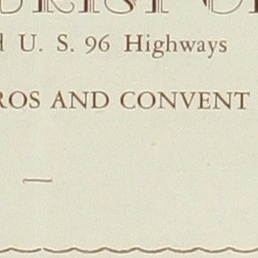 U. S. 96 Highways
ROS AND CONVENT